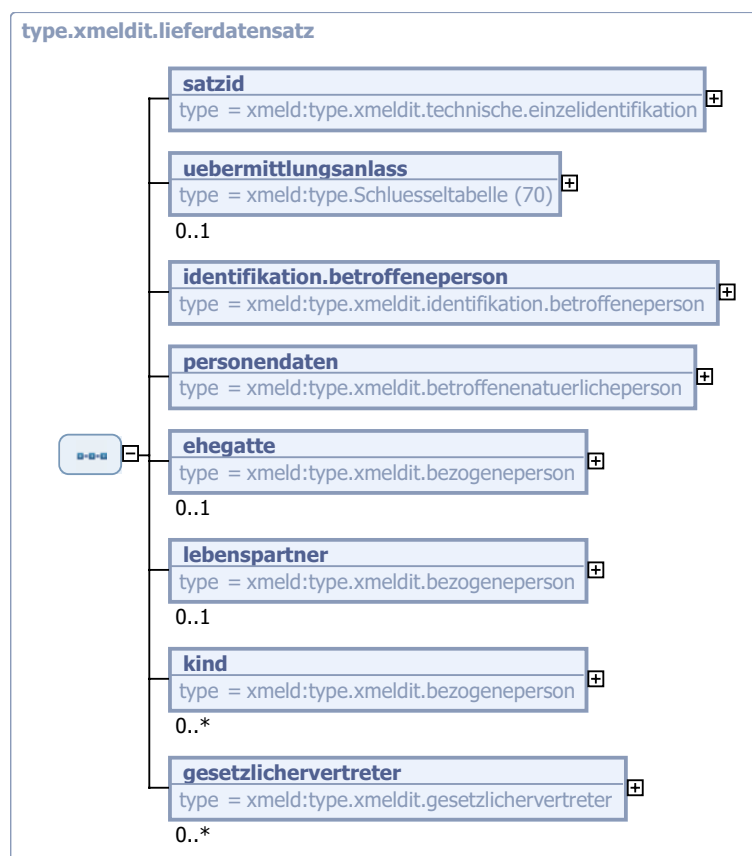 type.xmeldit.lieferdatensatz
satzid
type = xmeld:type.xmeldit.technische.einzelidentifikation
uebermittlungsanlass
type = xmeld:type.Schluesseltabelle (70)
0..1
identifikation.betroffeneperson
type = xmeld:type.xmeldit.identifikation.betroffeneperson
personendaten
type = xmeld:type.xmeldit.betroffenenatuerlicheperson
ehegatte
type = xmeld:type.xmeldit.bezogeneperson
0..1
lebenspartner
type = xmeld:type.xmeldit.bezogeneperson
0..1
kind
type = xmeld:type.xmeldit.bezogeneperson
0..*
gesetzlichervertreter
type = xmeld:type.xmeldit.gesetzlichervertreter
0..*